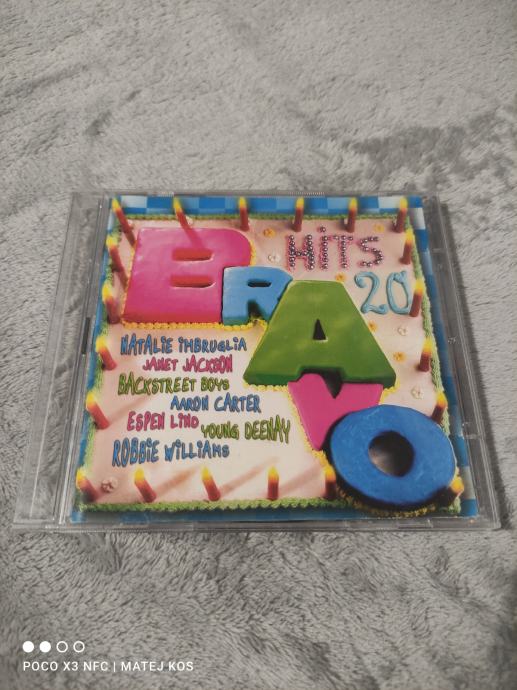 BRAVO
HiTS
20
NATALiE iMBRUGLiA
JANET JACKSON
BACKSTREET BOYS
AARON CARTER
ESPEN LiND
YOUNG DEENAY
ROBBiE WiLLiAMS
POCO X3 NFC | MATEJ KOS